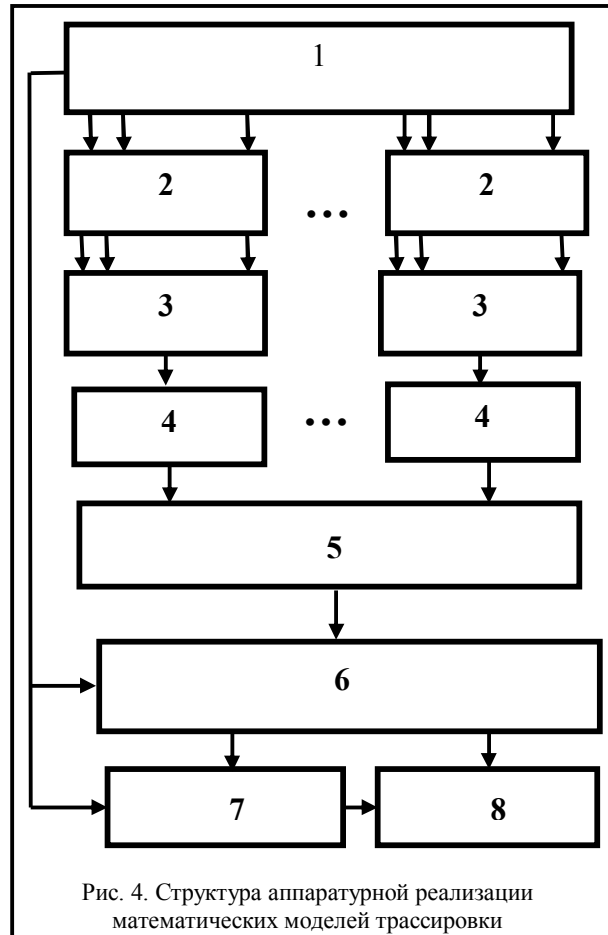 1
2 ... 2
3 3
4 ... 4
5
6
7 8
Рис. 4. Структура аппаратурной реализации
математических моделей трассировки